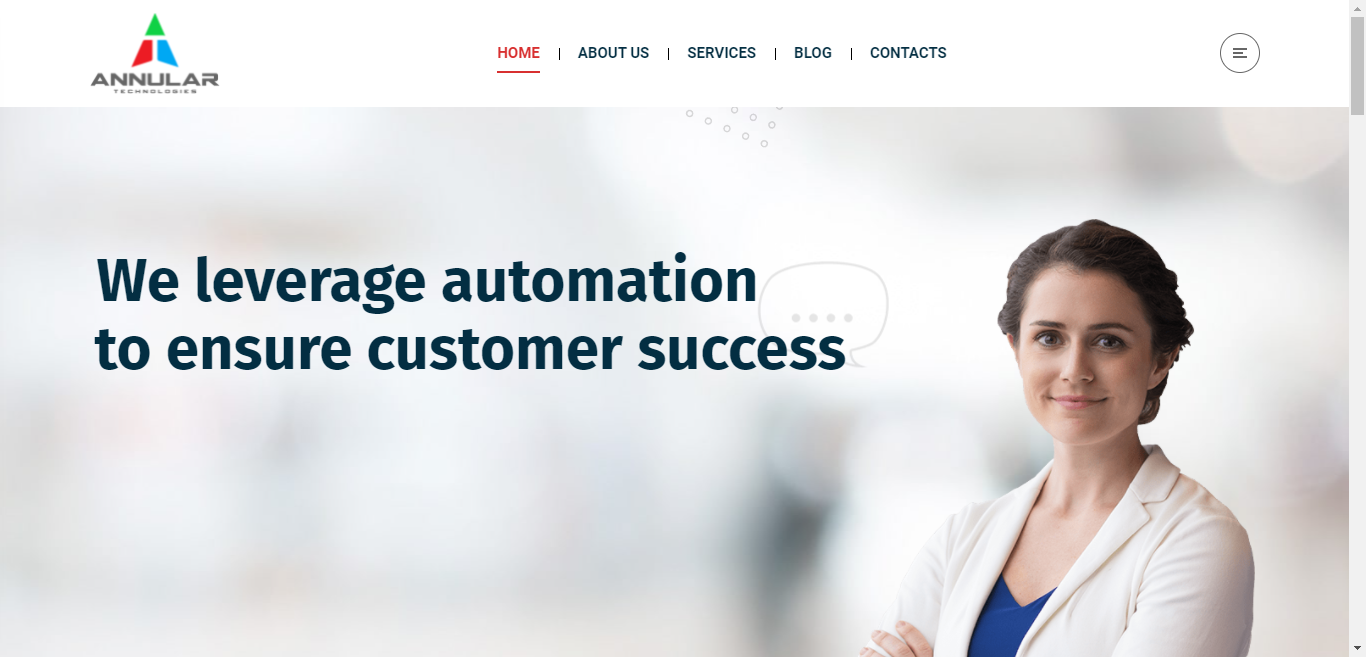 ANNULAR
TECHNOLOGIES
HOME | ABOUT US | SERVICES | BLOG | CONTACTS
We leverage automation
to ensure customer success